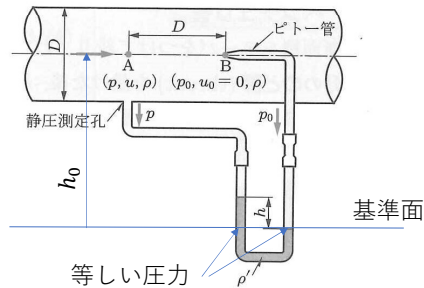 D
ピトー管
D
A
B
(p, u, ρ)
(p₀, u₀ = 0, ρ)
静圧測定孔
p
p₀
h₀
h
基準面
等しい圧力
ρ′